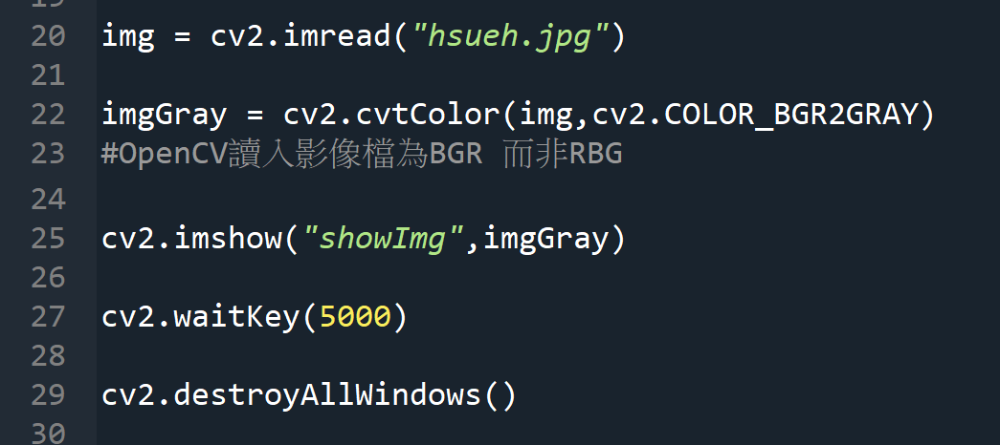 19
20 img = cv2.imread("hsueh.jpg")
21
22 imgGray = cv2.cvtColor(img,cv2.COLOR_BGR2GRAY)
23 #OpenCV讀入影像檔為BGR 而非RBG
24
25 cv2.imshow("showImg",imgGray)
26
27 cv2.waitKey(5000)
28
29 cv2.destroyAllWindows()
30